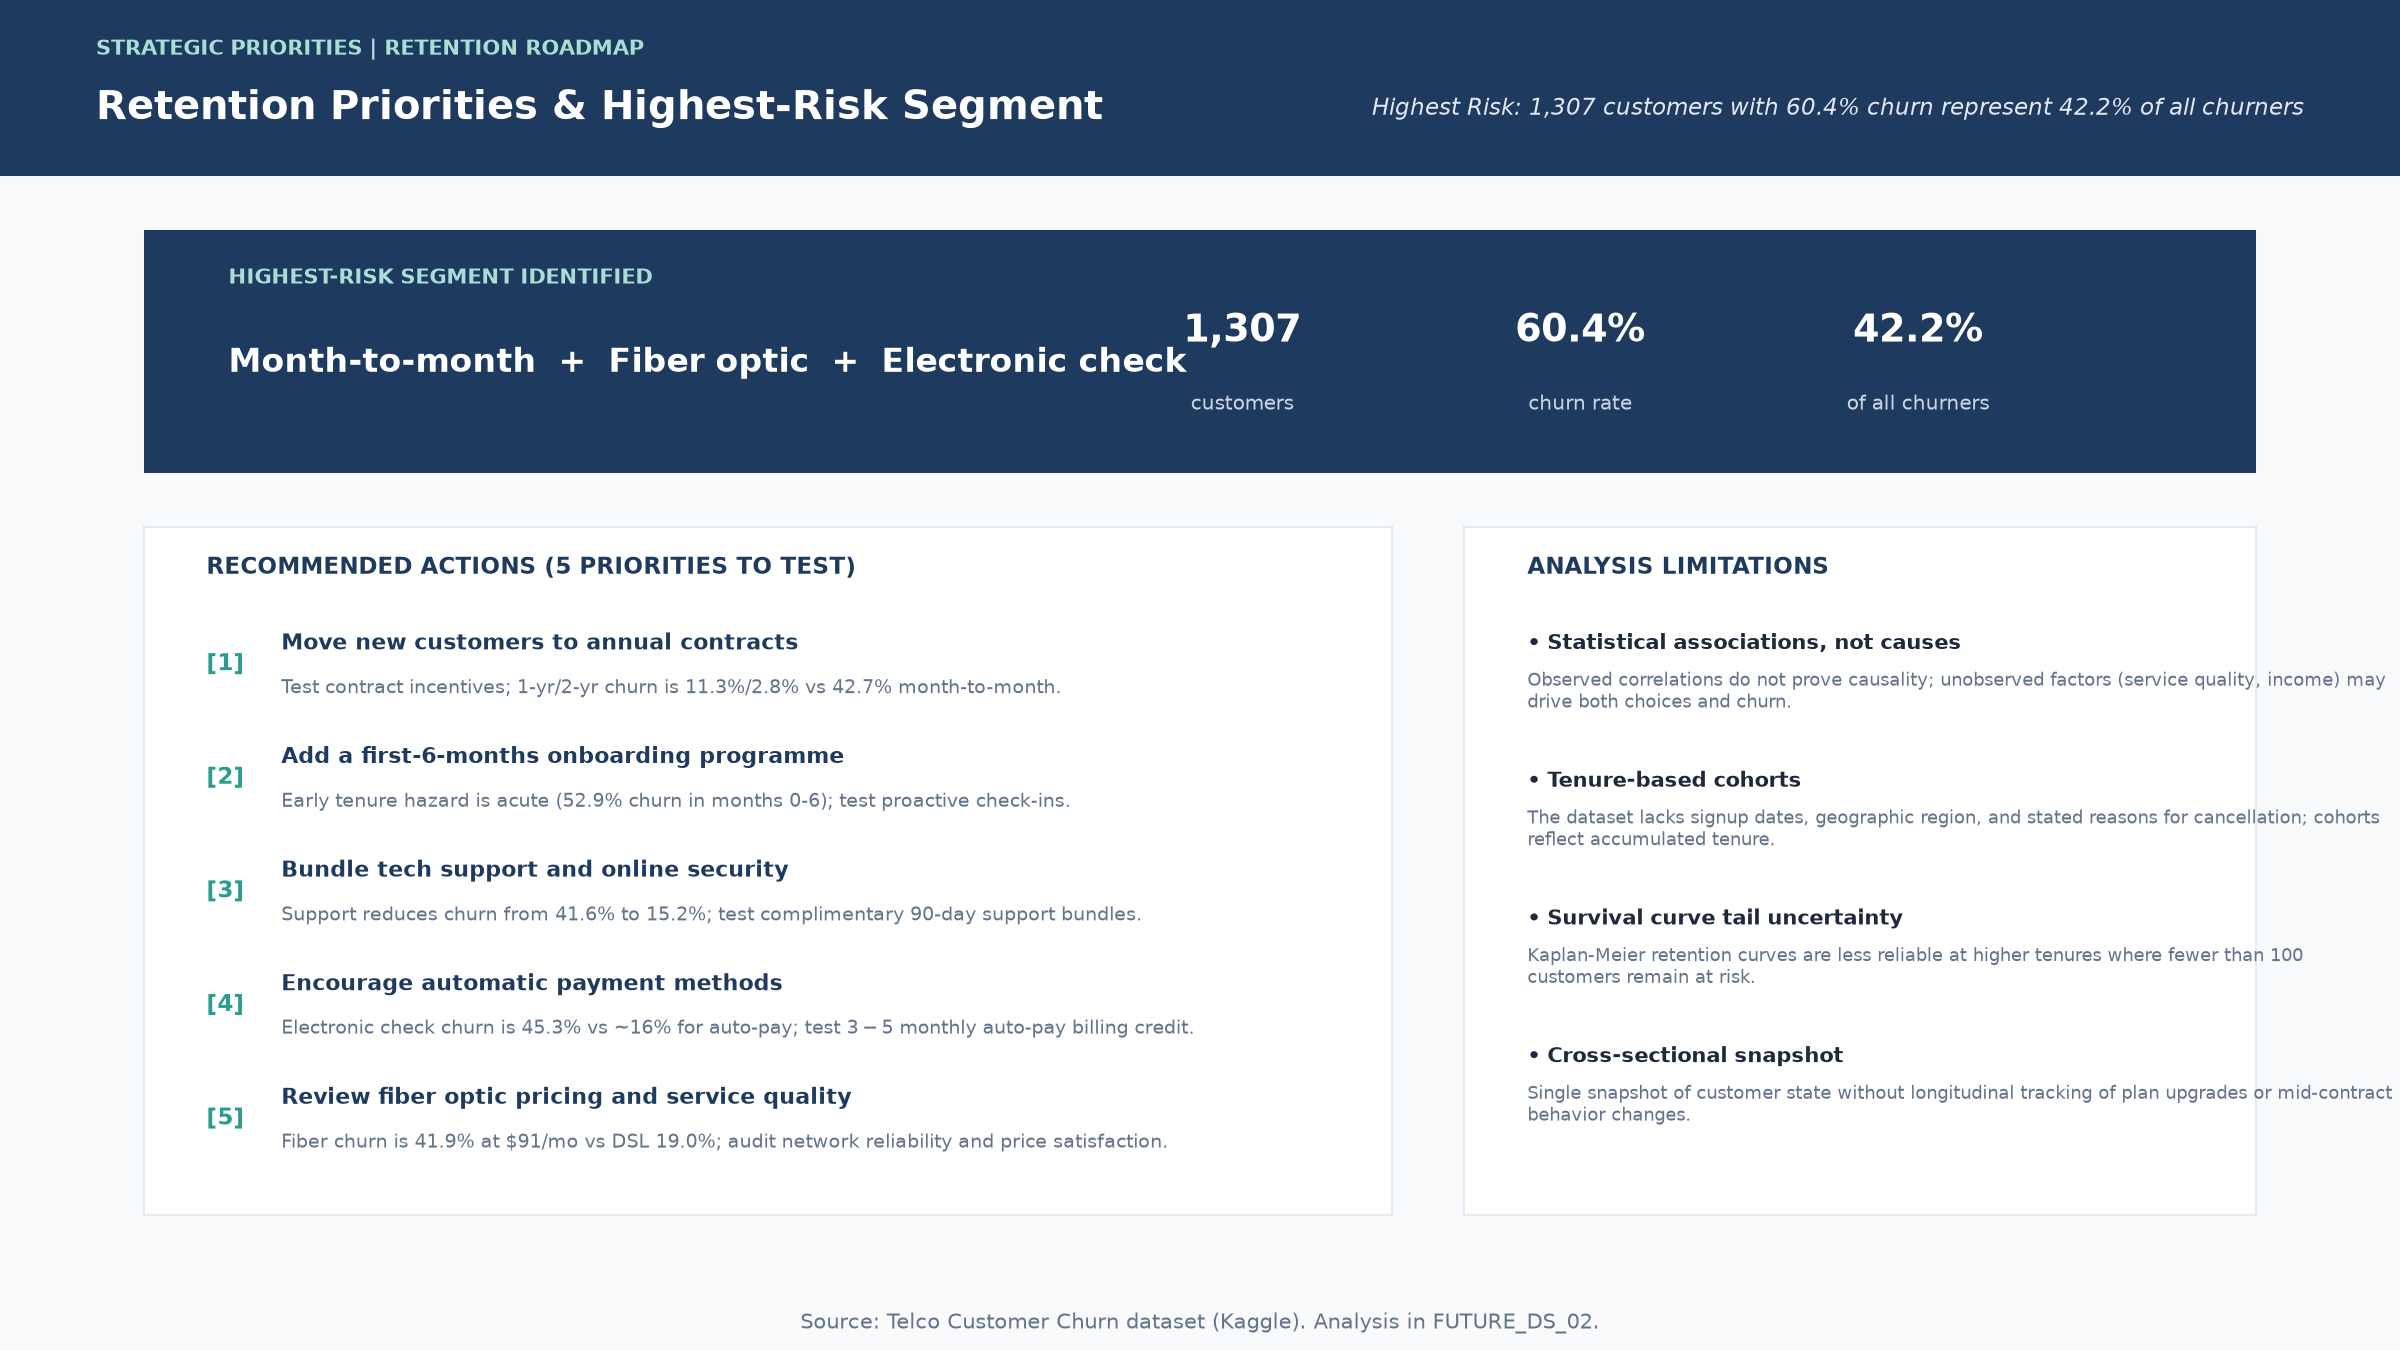 STRATEGIC PRIORITIES | RETENTION ROADMAP
Retention Priorities & Highest-Risk Segment
Highest Risk: 1,307 customers with 60.4% churn represent 42.2% of all churners
HIGHEST-RISK SEGMENT IDENTIFIED
Month-to-month + Fiber optic + Electronic check
1,307
customers
60.4%
churn rate
42.2%
of all churners
RECOMMENDED ACTIONS (5 PRIORITIES TO TEST)
[1]
Move new customers to annual contracts
Test contract incentives; 1-yr/2-yr churn is 11.3%/2.8% vs 42.7% month-to-month.
[2]
Add a first-6-months onboarding programme
Early tenure hazard is acute (52.9% churn in months 0-6); test proactive check-ins.
[3]
Bundle tech support and online security
Support reduces churn from 41.6% to 15.2%; test complimentary 90-day support bundles.
[4]
Encourage automatic payment methods
Electronic check churn is 45.3% vs ~16% for auto-pay; test 3 − 5 monthly auto-pay billing credit.
[5]
Review fiber optic pricing and service quality
Fiber churn is 41.9% at $91/mo vs DSL 19.0%; audit network reliability and price satisfaction.
ANALYSIS LIMITATIONS
• Statistical associations, not causes
Observed correlations do not prove causality; unobserved factors (service quality, income) may
drive both choices and churn.
• Tenure-based cohorts
The dataset lacks signup dates, geographic region, and stated reasons for cancellation; cohorts
reflect accumulated tenure.
• Survival curve tail uncertainty
Kaplan-Meier retention curves are less reliable at higher tenures where fewer than 100
customers remain at risk.
• Cross-sectional snapshot
Single snapshot of customer state without longitudinal tracking of plan upgrades or mid-contract
behavior changes.
Source: Telco Customer Churn dataset (Kaggle). Analysis in FUTURE_DS_02.